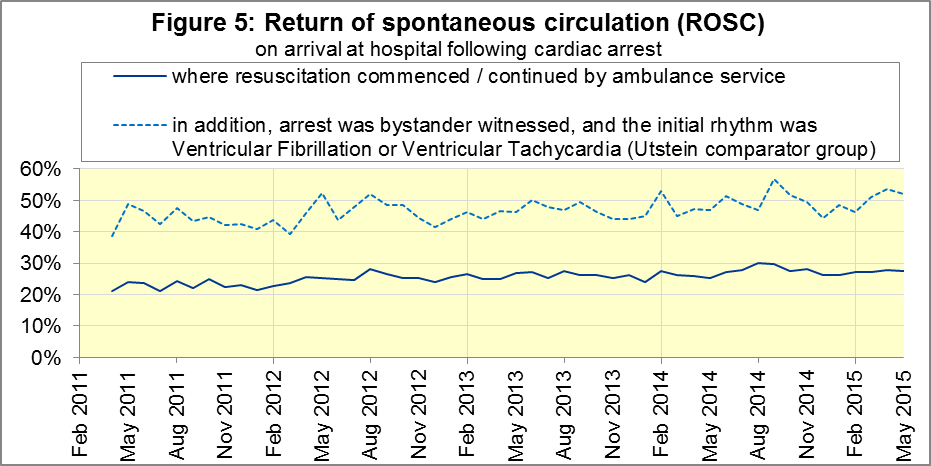 Figure 5: Return of spontaneous circulation (ROSC)
on arrival at hospital following cardiac arrest
where resuscitation commenced / continued by ambulance service
in addition, arrest was bystander witnessed, and the initial rhythm was
Ventricular Fibrillation or Ventricular Tachycardia (Utstein comparator group)
60%
50%
40%
30%
20%
10%
0%
Feb 2011
May 2011
Aug 2011
Nov 2011
Feb 2012
May 2012
Aug 2012
Nov 2012
Feb 2013
May 2013
Aug 2013
Nov 2013
Feb 2014
May 2014
Aug 2014
Nov 2014
Feb 2015
May 2015